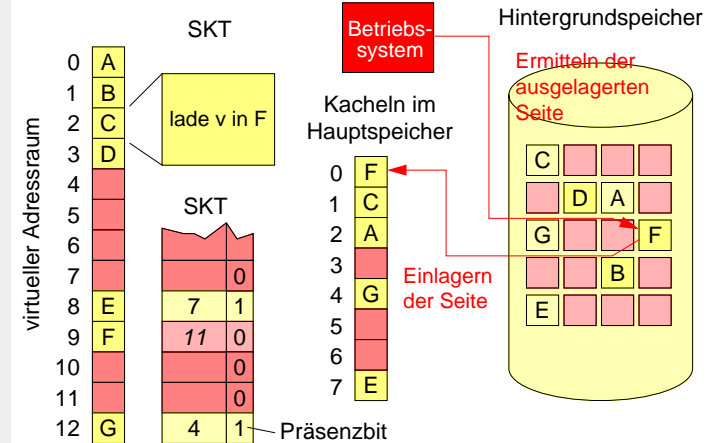 SKT
Betriebs-
system
Hintergrundspeicher
virtueller Adressraum
0 A
1 B
2 C
3 D
4
5
6
7
8 E
9 F
10
11
12 G
lade v in F
SKT
0
7 1
11 0
0
0
4 1
Präsenzbit
Kacheln im
Hauptspeicher
0 F
1 C
2 A
3
4 G
5
6
7 E
Einlagern
der Seite
Ermitteln der
ausgelagerten
Seite
C
D A
G F
B
E